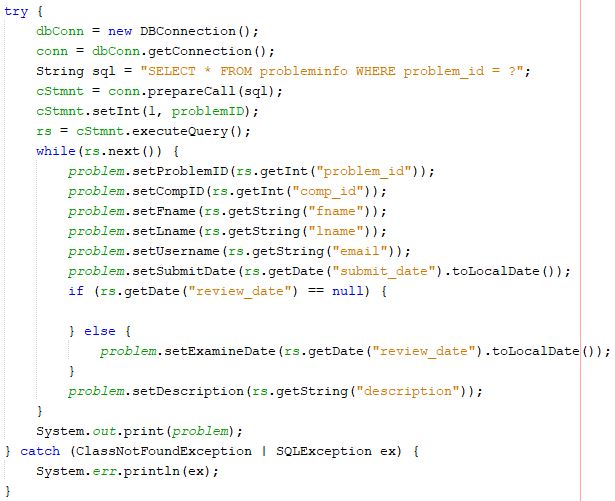 try {
    dbConn = new DBConnection();
    conn = dbConn.getConnection();
    String sql = "SELECT * FROM probleminfo WHERE problem_id = ?";
    cStmnt = conn.prepareCall(sql);
    cStmnt.setInt(1, problemID);
    rs = cStmnt.executeQuery();
    while(rs.next()) {
        problem.setProblemID(rs.getInt("problem_id"));
        problem.setCompID(rs.getInt("comp_id"));
        problem.setFname(rs.getString("fname"));
        problem.setLname(rs.getString("lname"));
        problem.setUsername(rs.getString("email"));
        problem.setSubmitDate(rs.getDate("submit_date").toLocalDate());
        if (rs.getDate("review_date") == null) {

        } else {
            problem.setExamineDate(rs.getDate("review_date").toLocalDate());
        }
        problem.setDescription(rs.getString("description"));
    }
    System.out.print(problem);
} catch (ClassNotFoundException | SQLException ex) {
    System.err.println(ex);
}